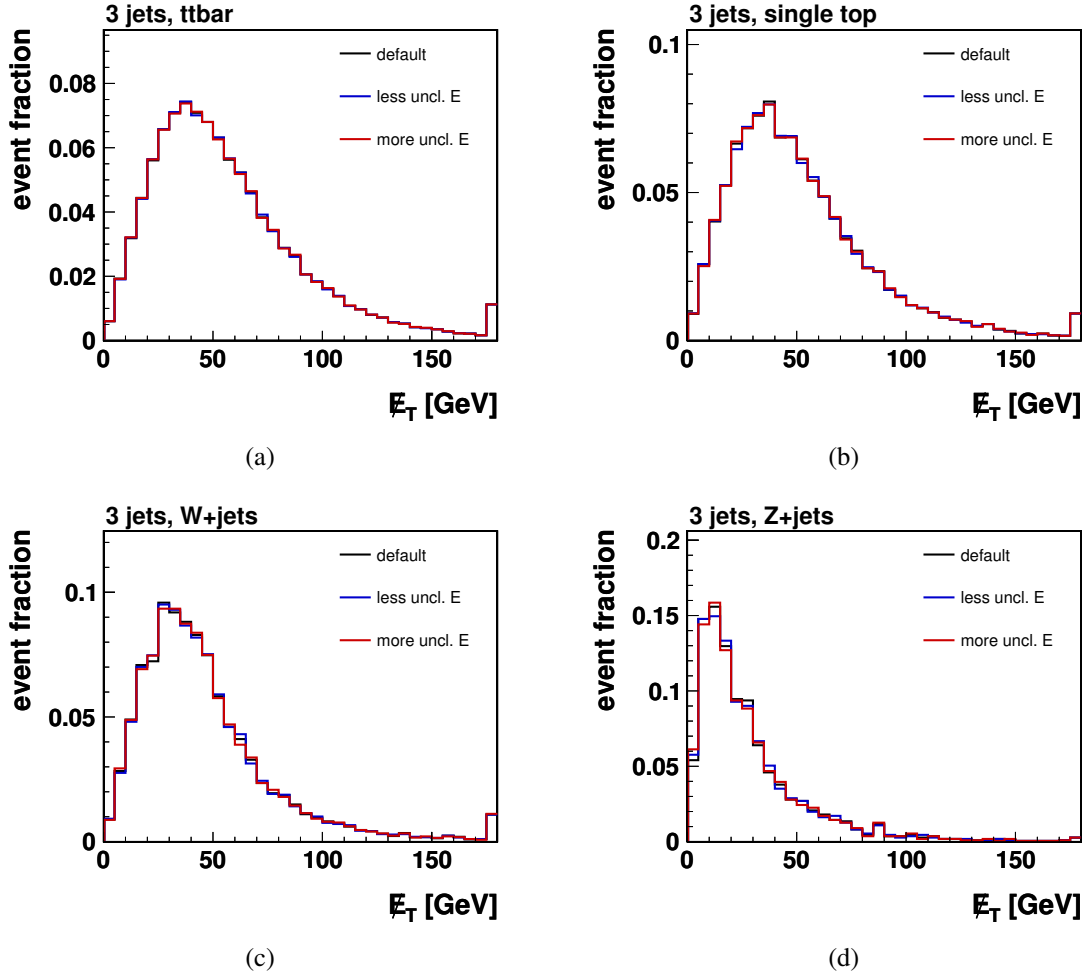 3 jets, ttbar
event fraction
default
less uncl. E
more uncl. E
0.08
0.06
0.04
0.02
0
0 50 100 150
E̸_T [GeV]
(a)
3 jets, single top
event fraction
default
less uncl. E
more uncl. E
0.1
0.05
0
0 50 100 150
E̸_T [GeV]
(b)
3 jets, W+jets
event fraction
default
less uncl. E
more uncl. E
0.1
0.05
0
0 50 100 150
E̸_T [GeV]
(c)
3 jets, Z+jets
event fraction
default
less uncl. E
more uncl. E
0.2
0.15
0.1
0.05
0
0 50 100 150
E̸_T [GeV]
(d)